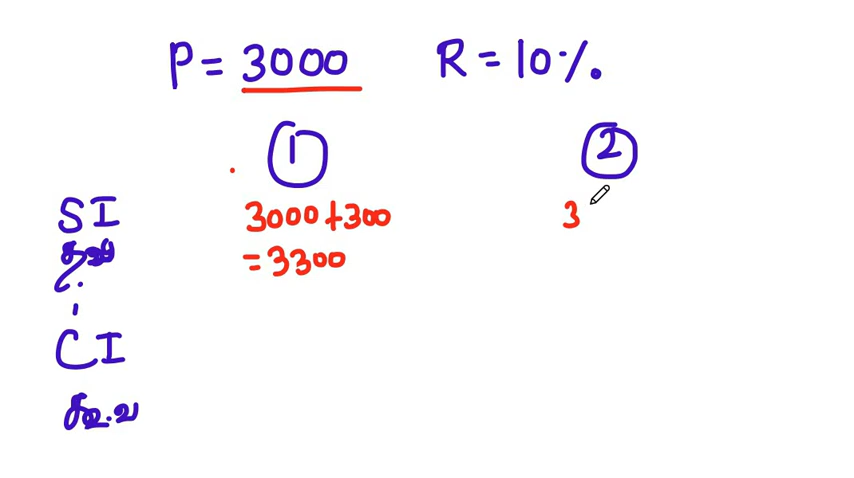 P = 3000 R = 10%.
1 2
SI 3000+300 3
= 3300
CI
கூ.வ